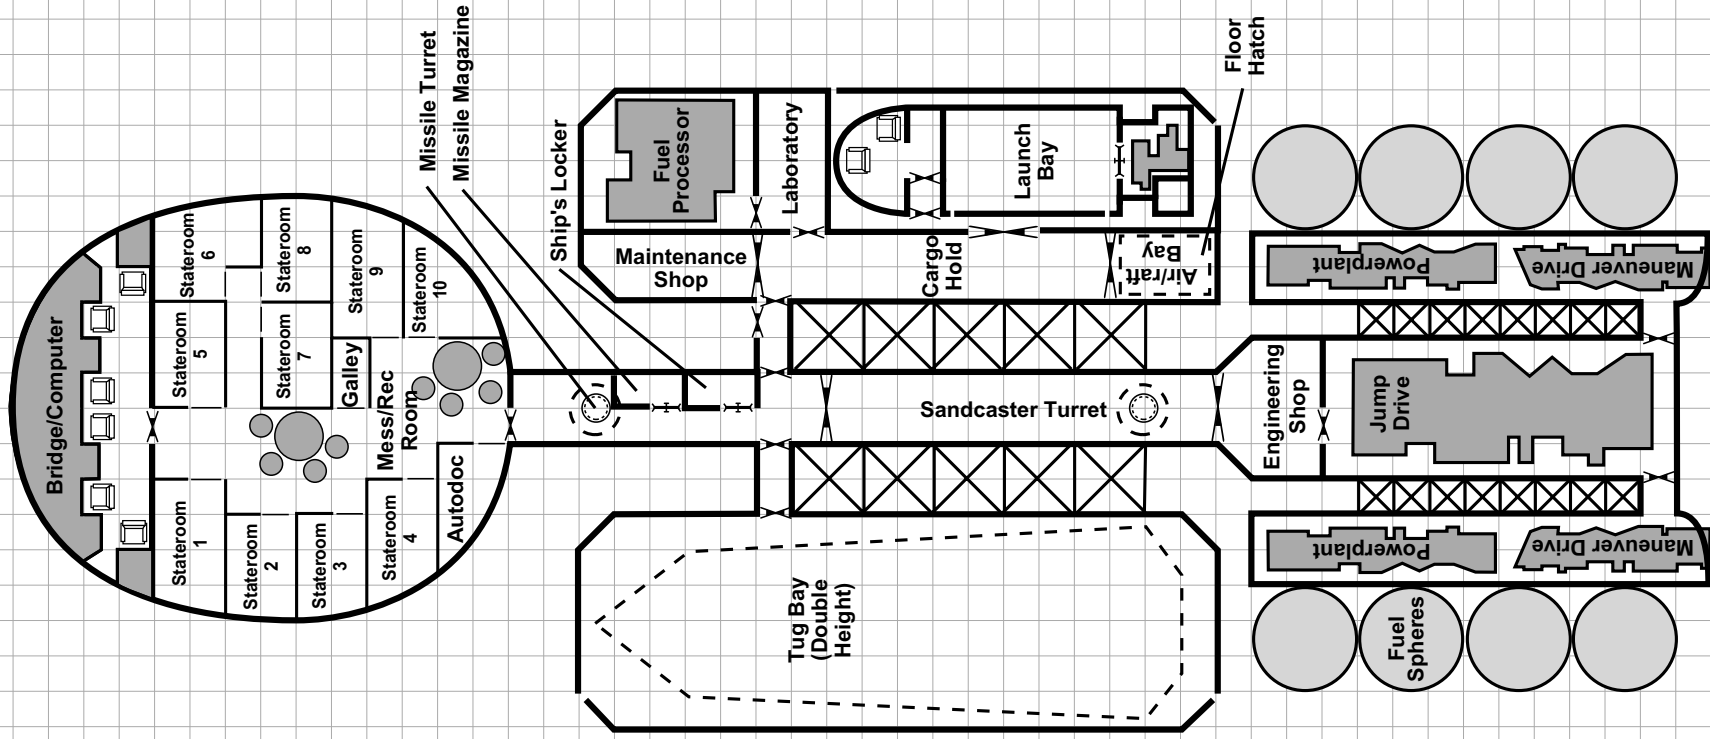 Bridge/Computer
Stateroom
6
Stateroom
8
Stateroom
9
Stateroom
10
Stateroom
5
Stateroom
7
Galley
Mess/Rec
Room
Stateroom
1
Stateroom
2
Stateroom
3
Stateroom
4
Autodoc
Missile Turret
Missile Magazine
Ship's Locker
Fuel
Processor
Laboratory
Launch
Bay
Floor
Hatch
Maintenance
Shop
Cargo
Hold
Air/raft
Bay
Sandcaster Turret
Engineering
Shop
Jump
Drive
Powerplant
Maneuver Drive
Powerplant
Maneuver Drive
Tug Bay
(Double
Height)
Fuel
Spheres